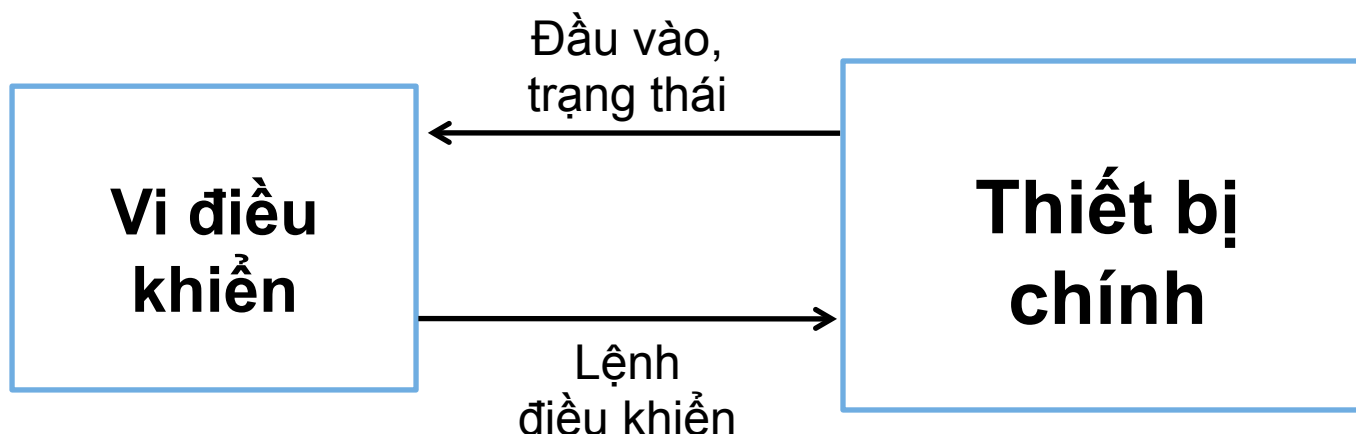 Đầu vào,
trạng thái
Vi điều
khiển
Thiết bị
chính
Lệnh
điều khiển